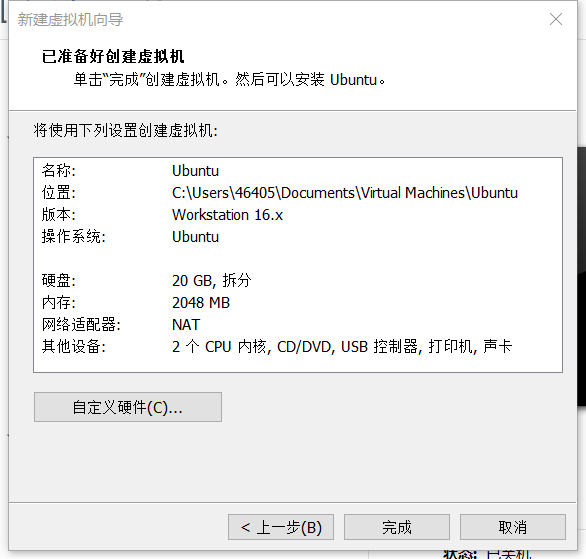 新建虚拟机向导
已准备好创建虚拟机
单击“完成”创建虚拟机。然后可以安装 Ubuntu。
将使用下列设置创建虚拟机:
名称: Ubuntu
位置: C:\Users\46405\Documents\Virtual Machines\Ubuntu
版本: Workstation 16.x
操作系统: Ubuntu
硬盘: 20 GB, 拆分
内存: 2048 MB
网络适配器: NAT
其他设备: 2 个 CPU 内核, CD/DVD, USB 控制器, 打印机, 声卡
自定义硬件(C)...
< 上一步(B) 完成 取消
状态: 已关机